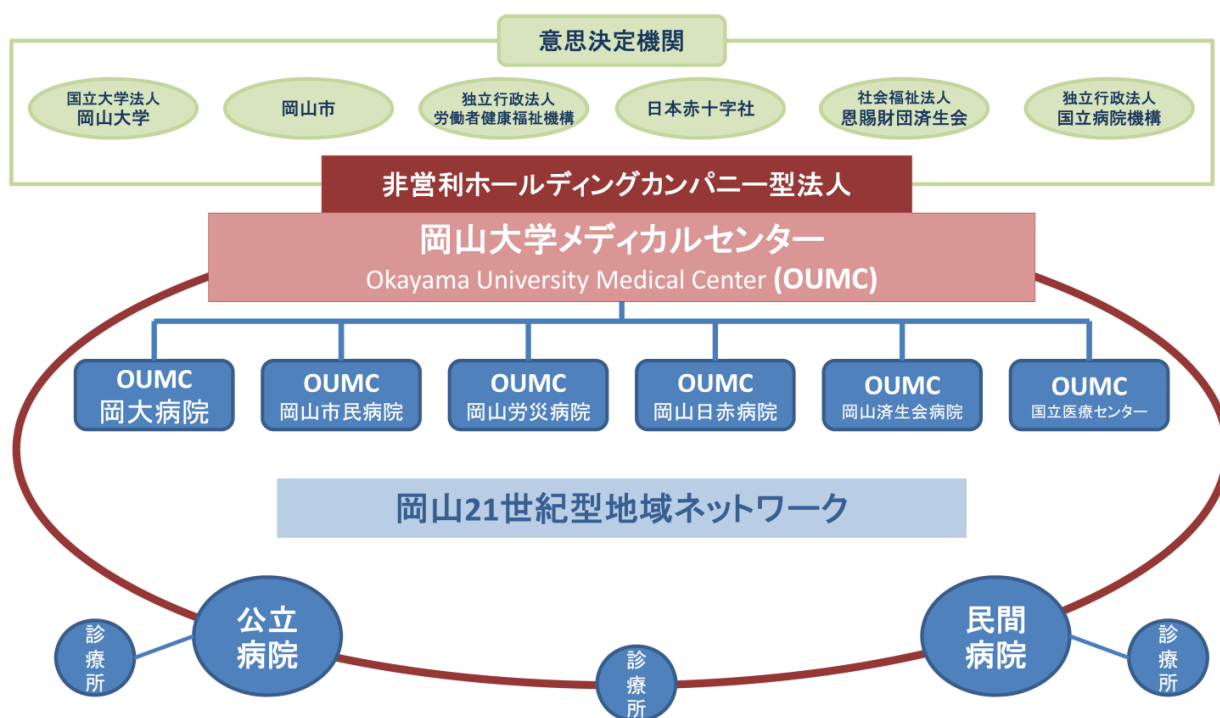 意思決定機関
国立大学法人
岡山大学
岡山市
独立行政法人
労働者健康福祉機構
日本赤十字社
社会福祉法人
恩賜財団済生会
独立行政法人
国立病院機構
非営利ホールディングカンパニー型法人
岡山大学メディカルセンター
Okayama University Medical Center (OUMC)
OUMC
岡大病院
OUMC
岡山市民病院
OUMC
岡山労災病院
OUMC
岡山日赤病院
OUMC
岡山済生会病院
OUMC
国立医療センター
岡山21世紀型地域ネットワーク
公立
病院
民間
病院
診療所
診療所
診療所